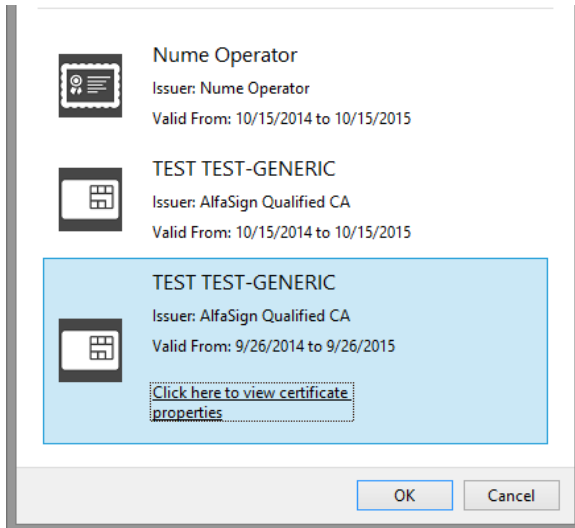 Nume Operator
Issuer: Nume Operator
Valid From: 10/15/2014 to 10/15/2015
TEST TEST-GENERIC
Issuer: AlfaSign Qualified CA
Valid From: 10/15/2014 to 10/15/2015
TEST TEST-GENERIC
Issuer: AlfaSign Qualified CA
Valid From: 9/26/2014 to 9/26/2015
Click here to view certificate
properties
OK
Cancel